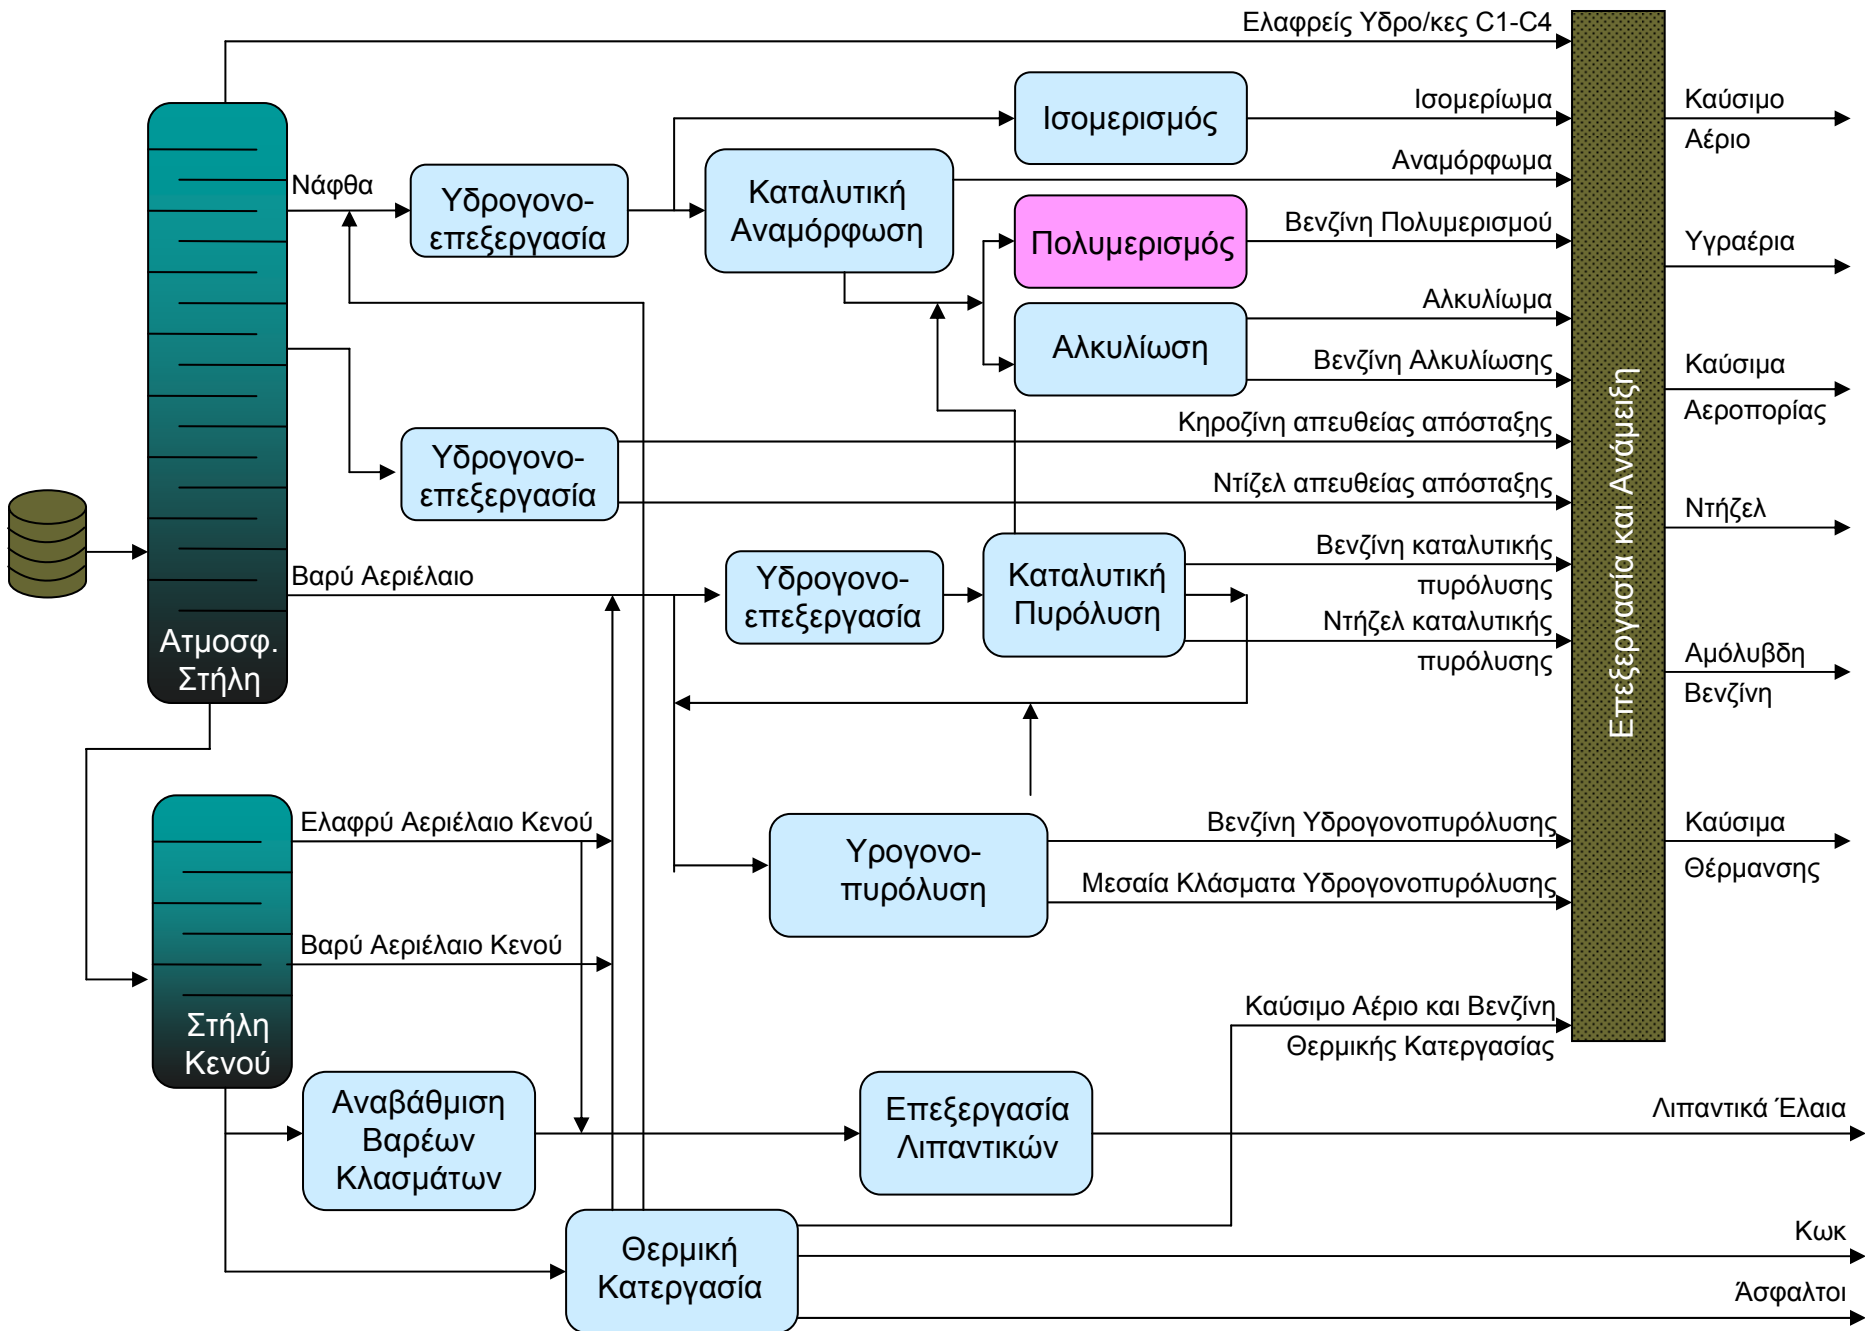 Ελαφρείς Υδρο/κες C1-C4
Ισομερισμός
Ισομερίωμα
Καύσιμο
Αέριο
Νάφθα
Υδρογονο-
επεξεργασία
Καταλυτική
Αναμόρφωση
Αναμόρφωμα
Πολυμερισμός
Βενζίνη Πολυμερισμού
Υγραέρια
Αλκυλίωση
Αλκυλίωμα
Βενζίνη Αλκυλίωσης
Καύσιμα
Αεροπορίας
Υδρογονο-
επεξεργασία
Κηροζίνη απευθείας απόσταξης
Ντίζελ απευθείας απόσταξης
Ντήζελ
Επεξεργασία και Ανάμειξη
Βαρύ Αεριέλαιο
Υδρογονο-
επεξεργασία
Καταλυτική
Πυρόλυση
Βενζίνη καταλυτικής
πυρόλυσης
Ντήζελ καταλυτικής
πυρόλυσης
Αμόλυβδη
Βενζίνη
Ατμοσφ.
Στήλη
Ελαφρύ Αεριέλαιο Κενού
Υρογονο-
πυρόλυση
Βενζίνη Υδρογονοπυρόλυσης
Μεσαία Κλάσματα Υδρογονοπυρόλυσης
Καύσιμα
Θέρμανσης
Βαρύ Αεριέλαιο Κενού
Στήλη
Κενού
Καύσιμο Αέριο και Βενζίνη
Θερμικής Κατεργασίας
Αναβάθμιση
Βαρέων
Κλασμάτων
Επεξεργασία
Λιπαντικών
Λιπαντικά Έλαια
Θερμική
Κατεργασία
Κωκ
Άσφαλτοι